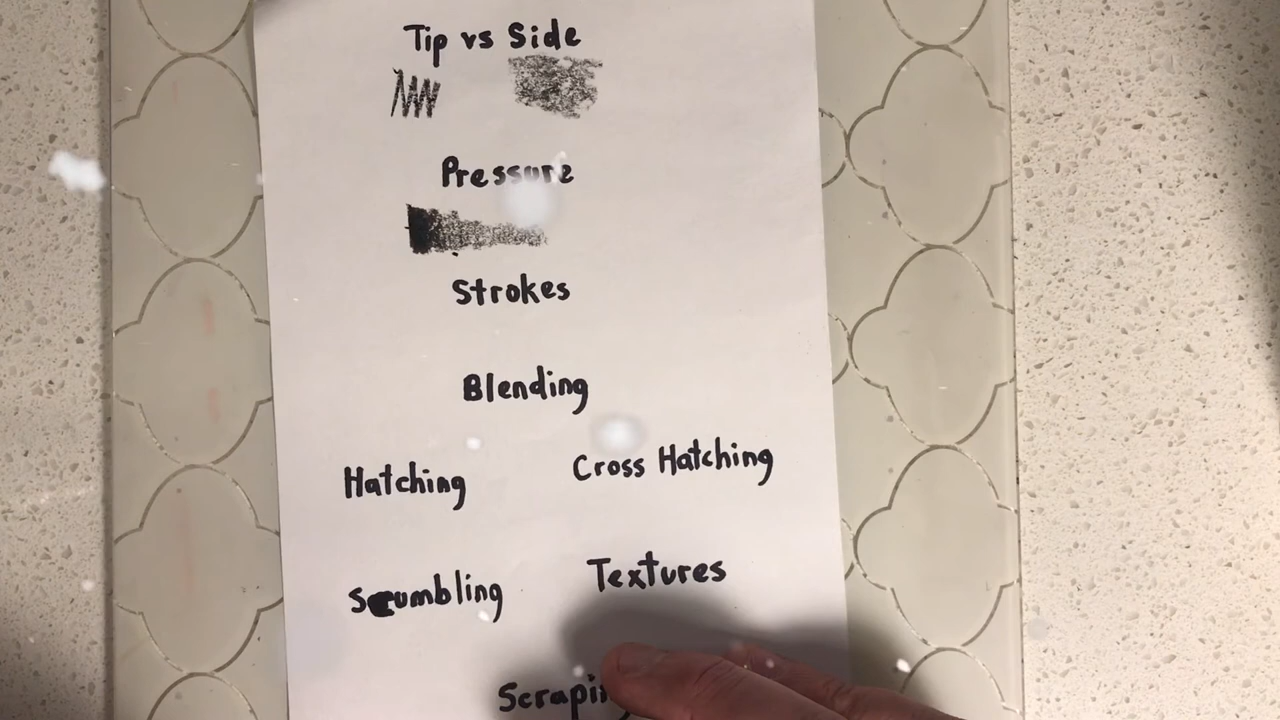 Tip vs Side
Pressure
Strokes
Blending
Hatching
Cross Hatching
Scumbling
Textures